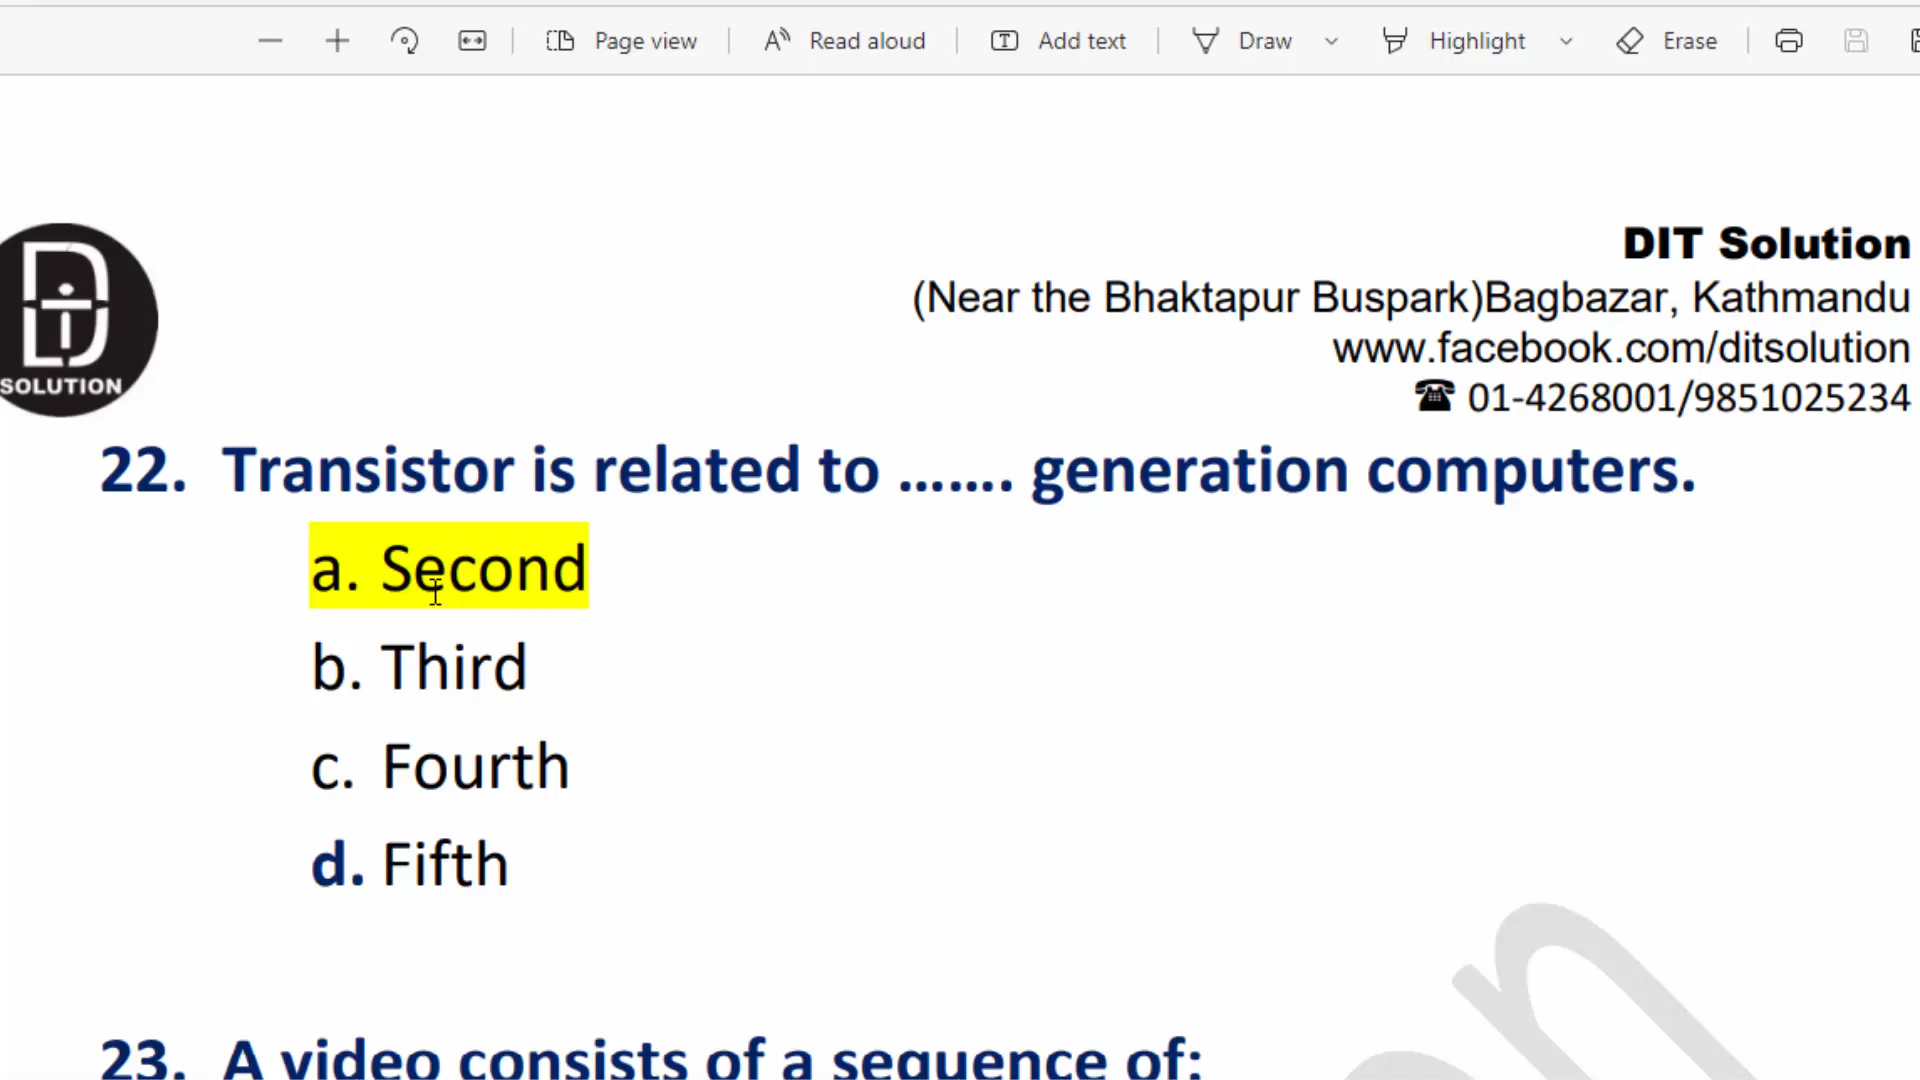 Page view Read aloud Add text Draw Highlight Erase
DIT Solution
(Near the Bhaktapur Buspark)Bagbazar, Kathmandu
www.facebook.com/ditsolution
☎ 01-4268001/9851025234
SOLUTION
22. Transistor is related to ....... generation computers.
a. Second
b. Third
c. Fourth
d. Fifth
23. A video consists of a sequence of: